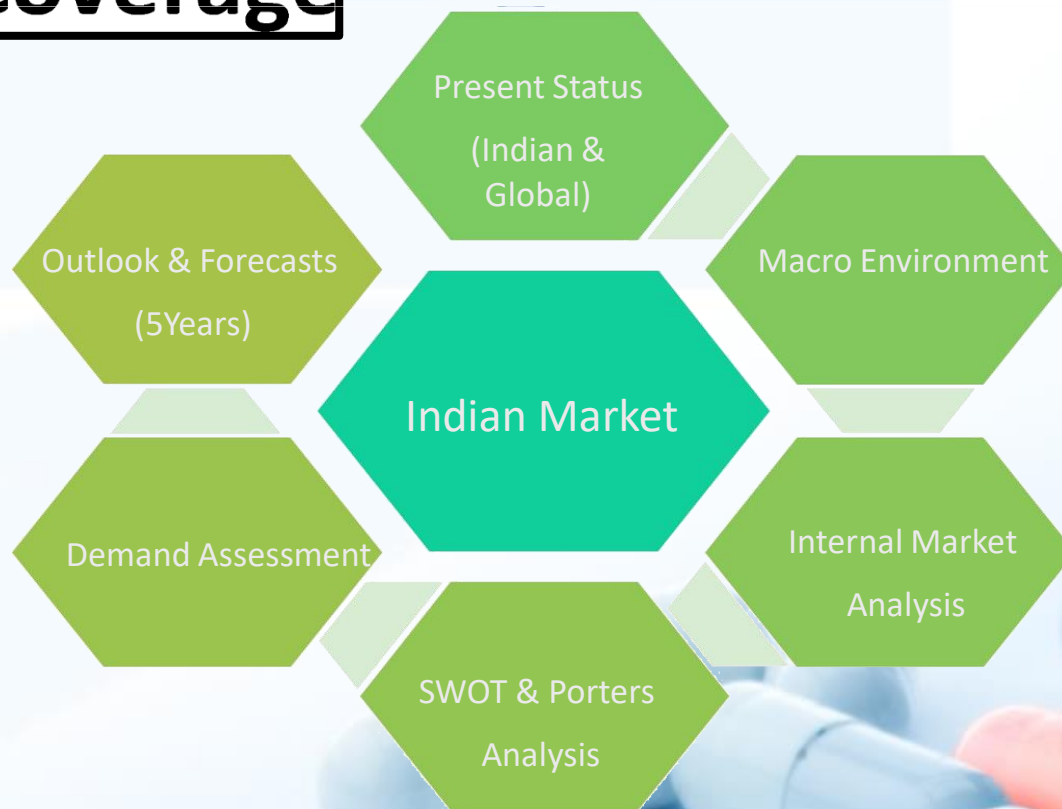 Coverage
Present Status
(Indian &
Global)
Macro Environment
Outlook & Forecasts
(5Years)
Indian Market
Internal Market
Analysis
Demand Assessment
SWOT & Porters
Analysis